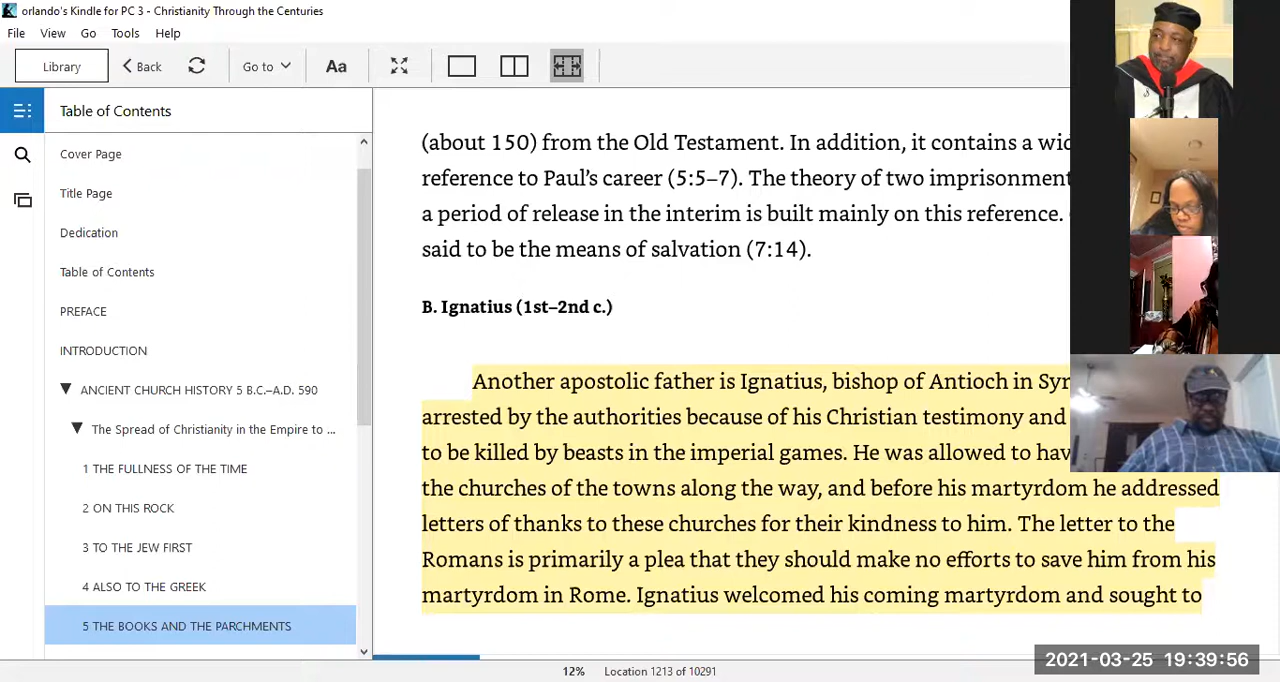 orlando's Kindle for PC 3 - Christianity Through the Centuries
File View Go Tools Help
Library
Back
Go to
Aa
Table of Contents
Cover Page
Title Page
Dedication
Table of Contents
PREFACE
INTRODUCTION
ANCIENT CHURCH HISTORY 5 B.C.–A.D. 590
The Spread of Christianity in the Empire to ...
1 THE FULLNESS OF THE TIME
2 ON THIS ROCK
3 TO THE JEW FIRST
4 ALSO TO THE GREEK
5 THE BOOKS AND THE PARCHMENTS
(about 150) from the Old Testament. In addition, it contains a
reference to Paul’s career (5:5–7). The theory of two
a period of release in the interim is built mainly on this reference.
said to be the means of salvation (7:14).
B. Ignatius (1st–2nd c.)
Another apostolic father is Ignatius, bishop of Antioch in
arrested by the authorities because of his Christian testimony and
to be killed by beasts in the imperial games. He was allowed to
the churches of the towns along the way, and before his martyrdom he addressed
letters of thanks to these churches for their kindness to him. The letter to the
Romans is primarily a plea that they should make no efforts to save him from his
martyrdom in Rome. Ignatius welcomed his coming martyrdom and sought to
12% Location 1213 of 10291
2021-03-25 19:39:56